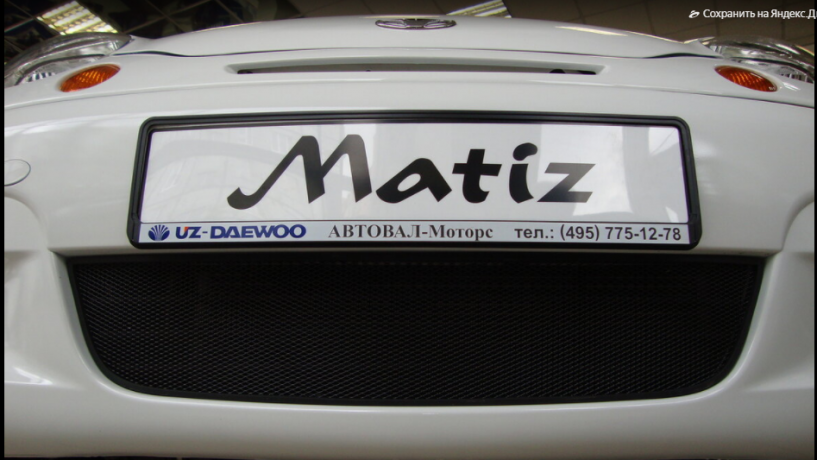 Сохранить на Яндекс.Д
Matiz
UZ-DAEWOO АВТОВАЛ-Моторс тел.: (495) 775-12-78